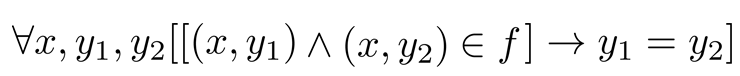 ∀x, y₁, y₂[[(x, y₁) ∧ (x, y₂) ∈ f] → y₁ = y₂]